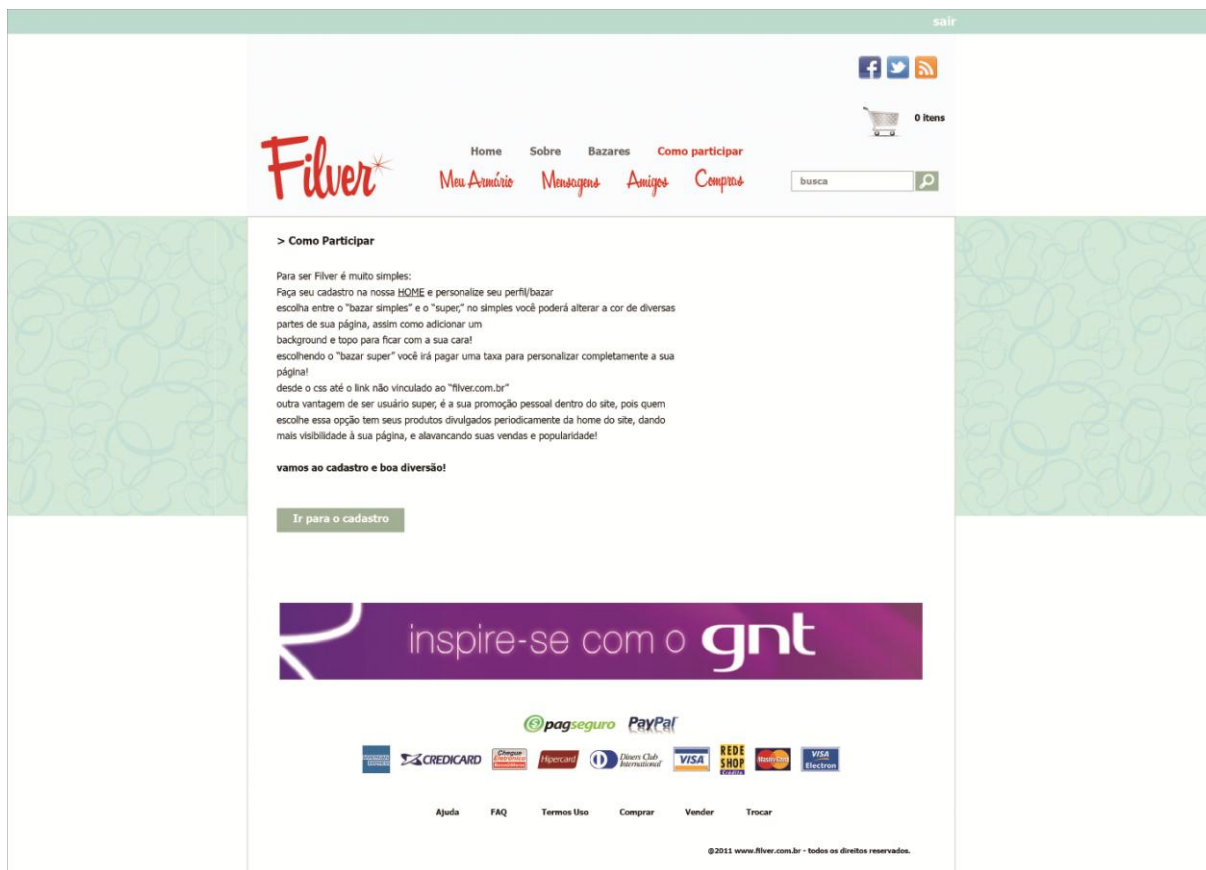 sair
0 itens
Filver
Home Sobre Bazares Como participar
Meu Armário Mensagens Amigos Compras
busca
> Como Participar
Para ser Filver é muito simples:
Faça seu cadastro na nossa HOME e personalize seu perfil/bazar
escolha entre o "bazar simples" e o "super," no simples você poderá alterar a cor de diversas
partes de sua página, assim como adicionar um
background e topo para ficar com a sua cara!
escolhendo o "bazar super" você irá pagar uma taxa para personalizar completamente a sua
página!
desde o css até o link não vinculado ao "filver.com.br"
outra vantagem de ser usuário super, é a sua promoção pessoal dentro do site, pois quem
escolhe essa opção tem seus produtos divulgados periodicamente da home do site, dando
mais visibilidade à sua página, e alavancando suas vendas e popularidade!
vamos ao cadastro e boa diversão!
Ir para o cadastro
inspire-se com o gnt
pagseguro PayPal
CREDICARD Cheque Hipercard Diners Club International VISA REDE SHOP MasterCard VISA Electron
Ajuda FAQ Termos Uso Comprar Vender Trocar
@2011 www.filver.com.br - todos os direitos reservados.